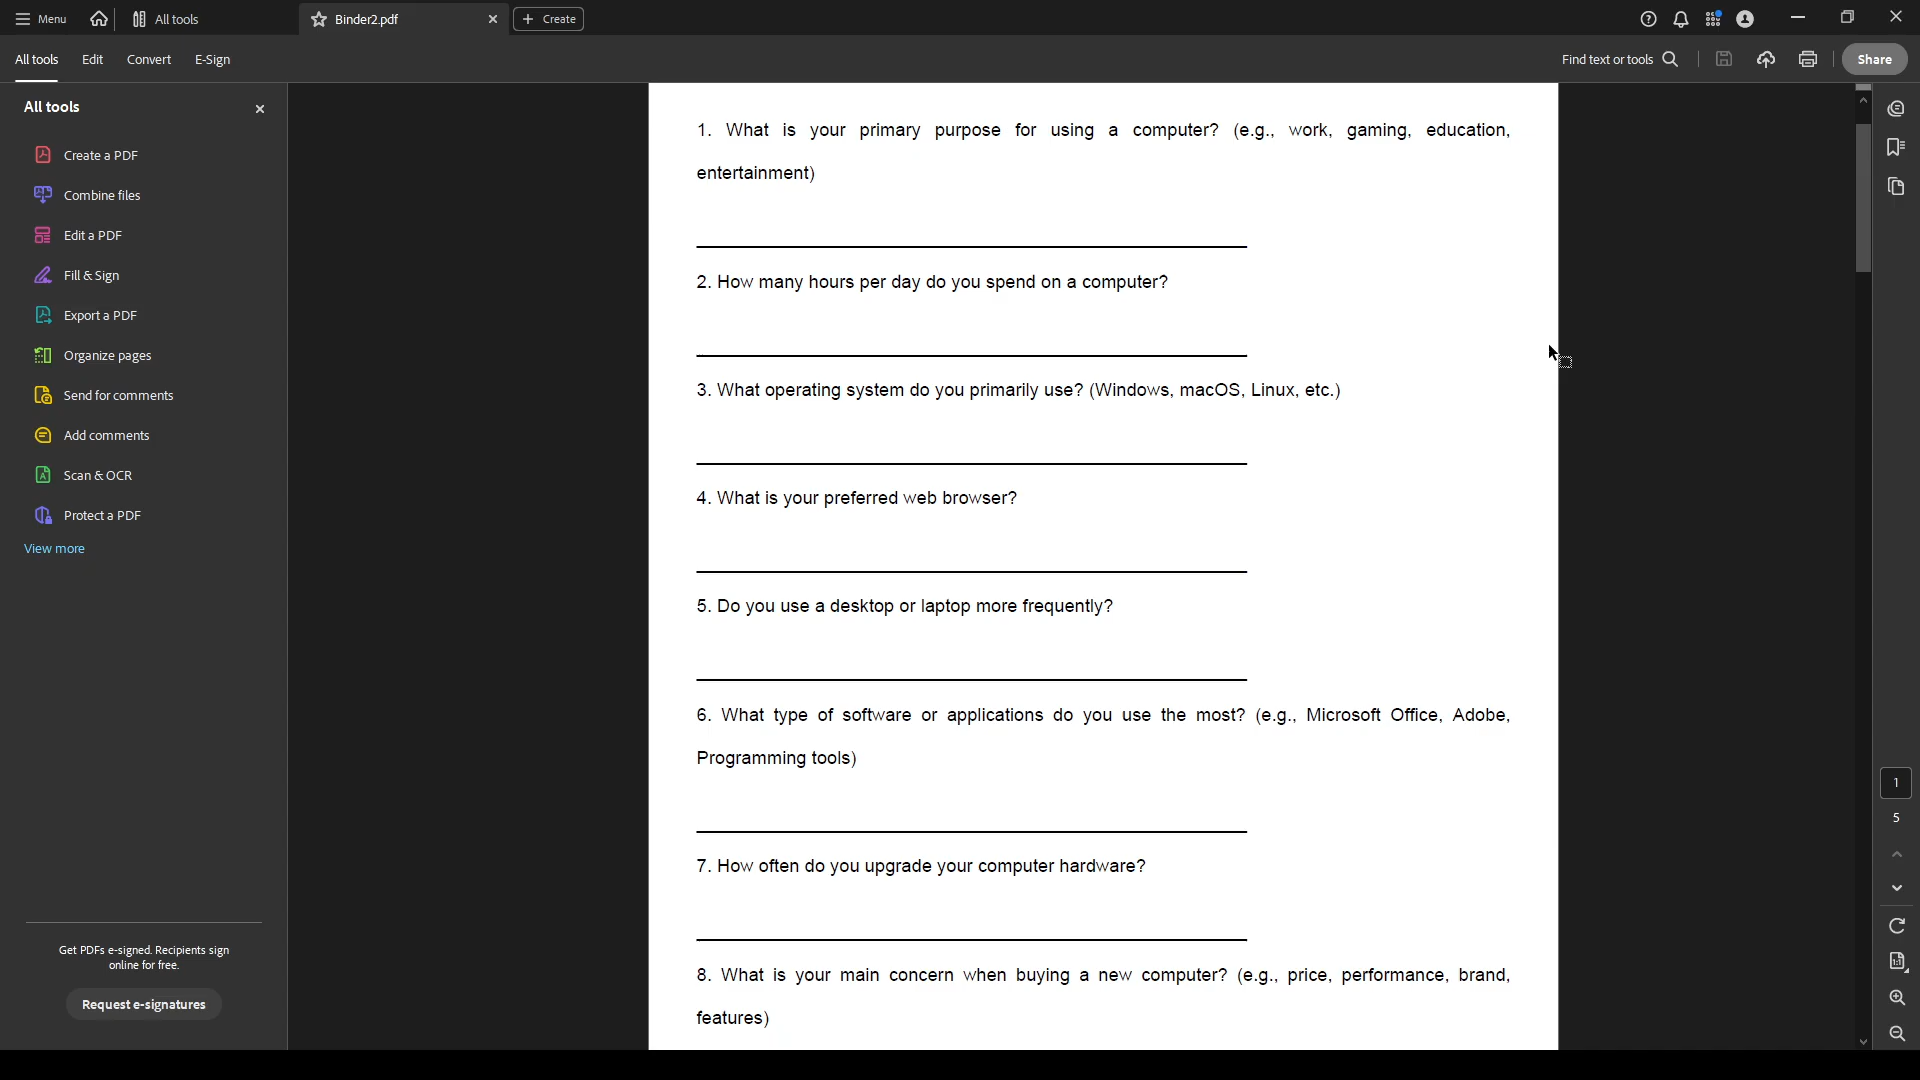 Menu
All tools
Binder2.pdf
Create
All tools
Edit
Convert
E-Sign
Find text or tools
Share
All tools
Create a PDF
Combine files
Edit a PDF
Fill & Sign
Export a PDF
Organize pages
Send for comments
Add comments
Scan & OCR
Protect a PDF
View more
Get PDFs e-signed. Recipients sign
online for free.
Request e-signatures
1. What is your primary purpose for using a computer? (e.g., work, gaming, education,
entertainment)
2. How many hours per day do you spend on a computer?
3. What operating system do you primarily use? (Windows, macOS, Linux, etc.)
4. What is your preferred web browser?
5. Do you use a desktop or laptop more frequently?
6. What type of software or applications do you use the most? (e.g., Microsoft Office, Adobe,
Programming tools)
7. How often do you upgrade your computer hardware?
8. What is your main concern when buying a new computer? (e.g., price, performance, brand,
features)
1
5
1:1